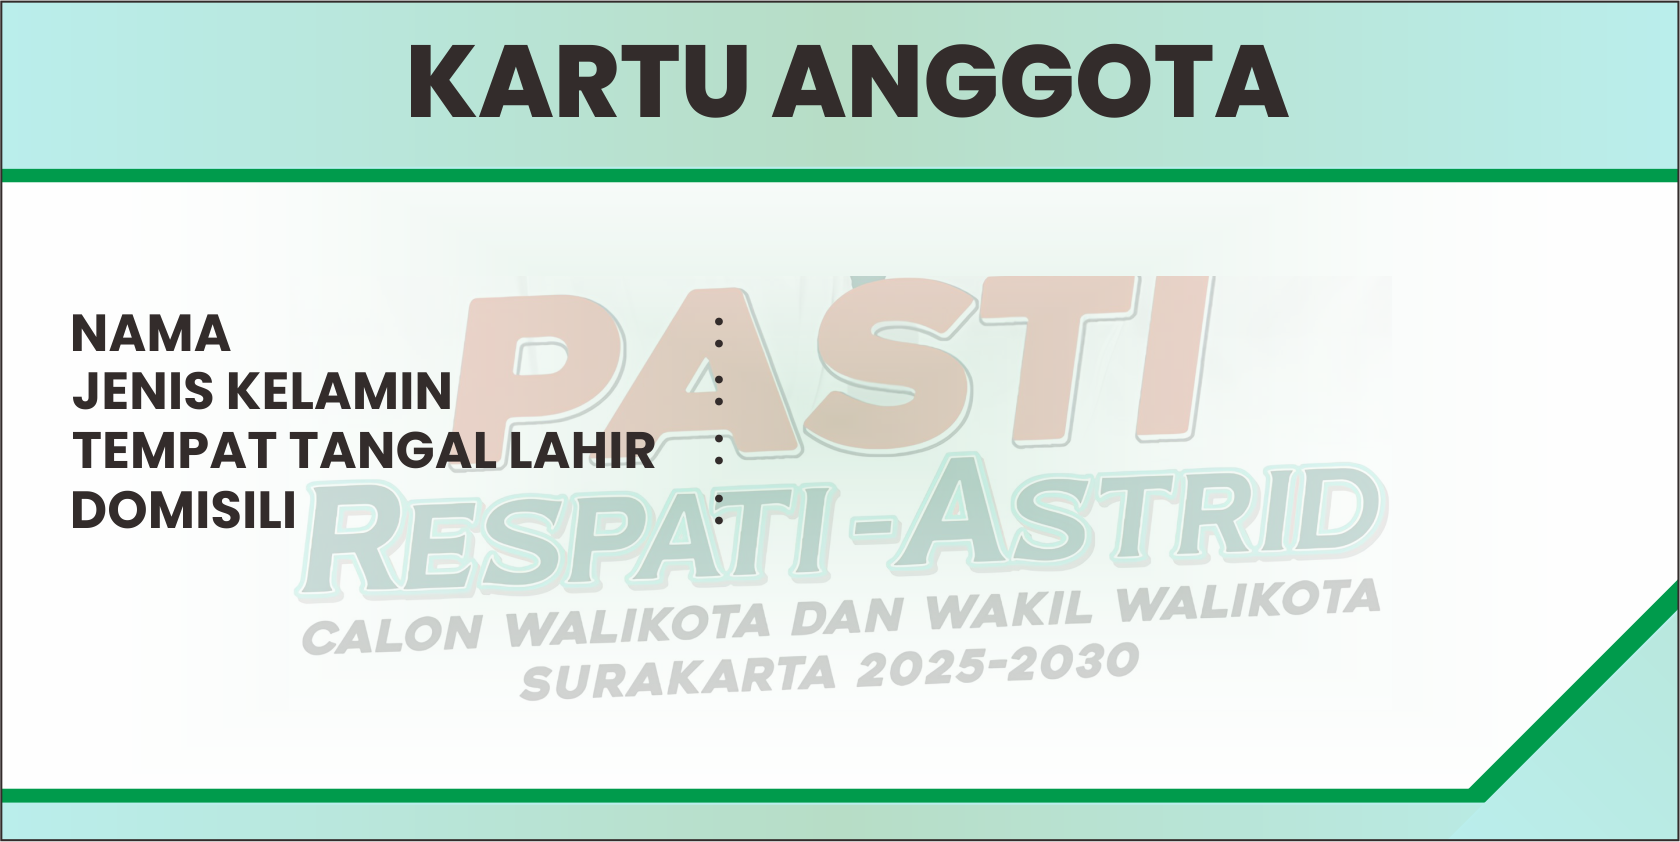 KARTU ANGGOTA
NAMA :
JENIS KELAMIN :
TEMPAT TANGAL LAHIR :
DOMISILI :
PASTI
RESPATI - ASTRID
CALON WALIKOTA DAN WAKIL WALIKOTA
SURAKARTA 2025-2030